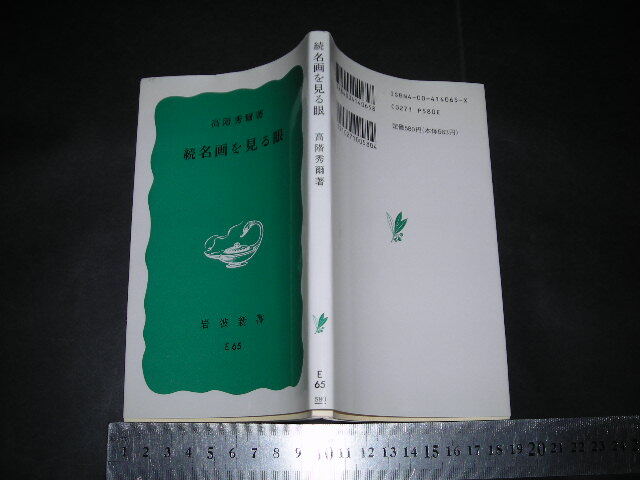 高階秀爾著
続名画を見る眼
岩波新書
E65
続名画を見る眼
高階秀爾著
E
65
ISBN4-00-414065-X
C0271 P580E
定価580円(本体563円)
1 2 3 4 5 6 7 8 9 10 11 12 13 14 15 16 17 18 19 20 21 22 23 24